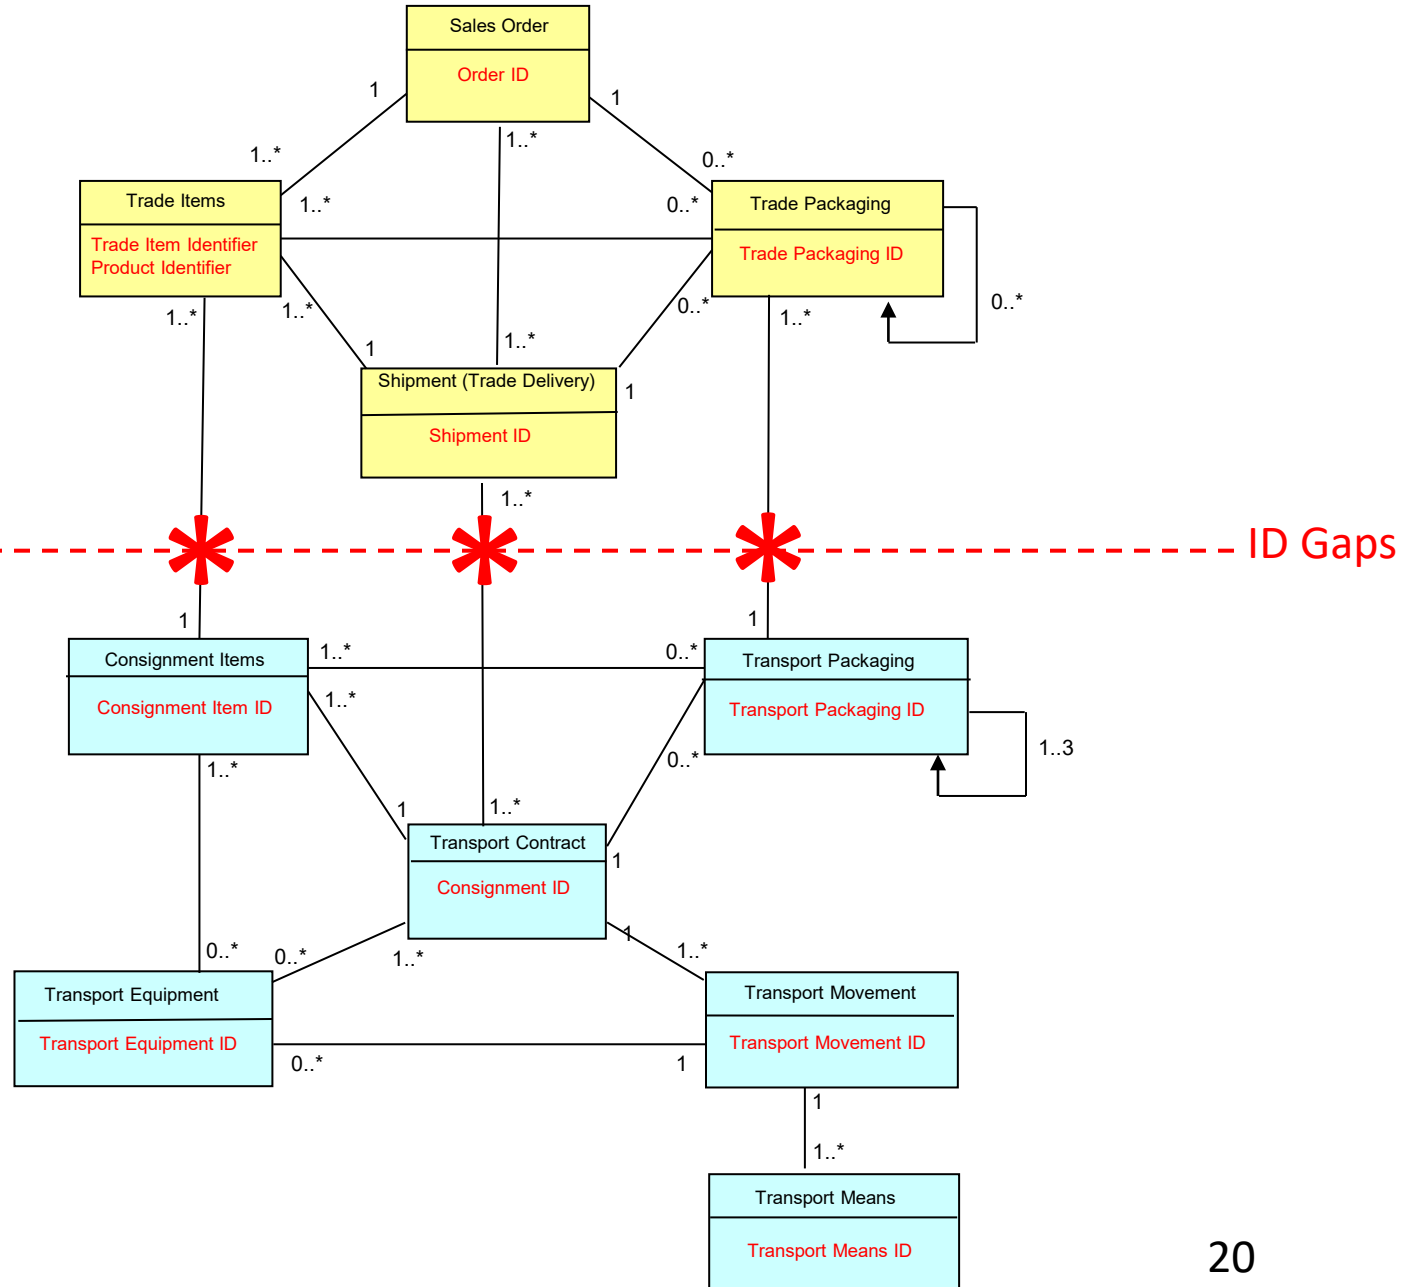 Sales Order
Order ID
1
1
1..*
1..*
0..*
Trade Items
1..*
0..*
Trade Packaging
Trade Item Identifier
Product Identifier
Trade Packaging ID
1..*
1..*
0..*
1..*
0..*
1
1..*
Shipment (Trade Delivery)
1
Shipment ID
1..*
ID Gaps
1
1
Consignment Items
1..*
0..*
Transport Packaging
Consignment Item ID
1..*
Transport Packaging ID
1..3
1..*
0..*
1
1..*
Transport Contract
1
Consignment ID
1
0..*
0..*
1..*
1..*
Transport Equipment
Transport Movement
Transport Equipment ID
Transport Movement ID
0..*
1
1
1..*
Transport Means
Transport Means ID
20